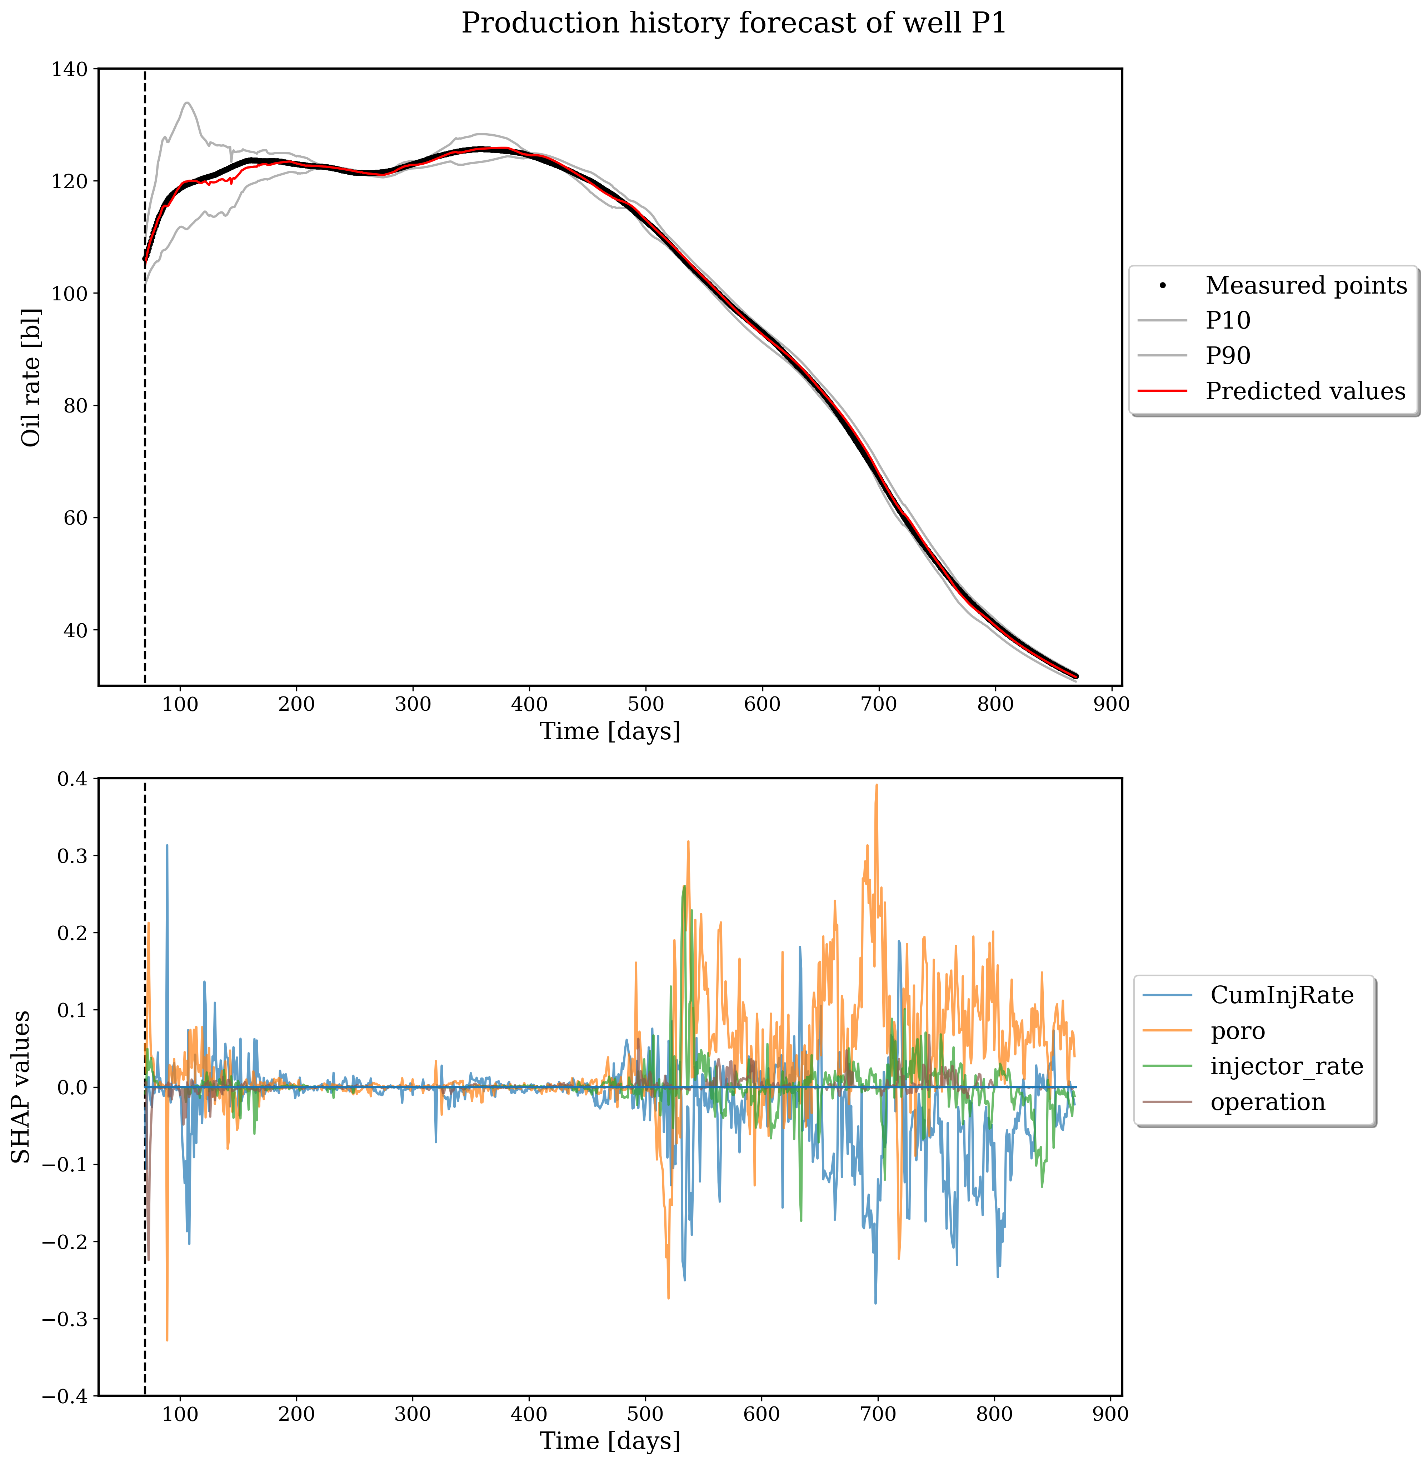 Production history forecast of well P1
140
120
100
80
60
40
Oil rate [bl]
100 200 300 400 500 600 700 800 900
Time [days]
Measured points
P10
P90
Predicted values
0.4
0.3
0.2
0.1
0.0
−0.1
−0.2
−0.3
−0.4
SHAP values
100 200 300 400 500 600 700 800 900
Time [days]
CumInjRate
poro
injector_rate
operation